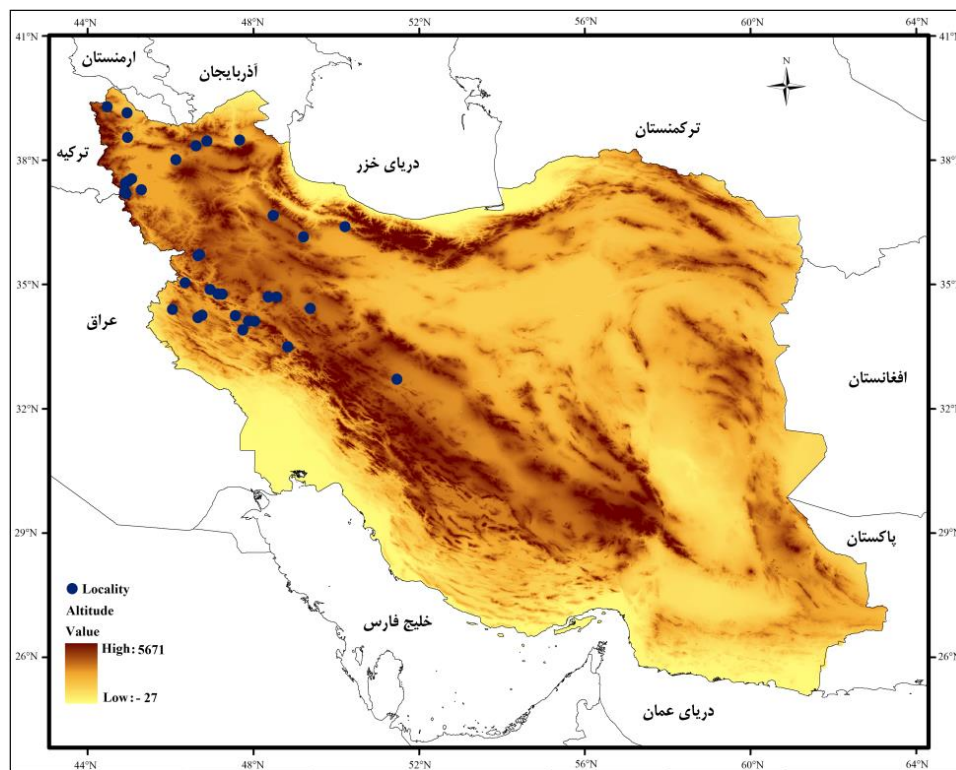 44°N
48°N
52°N
56°N
60°N
64°N
41°N
41°N
ارمنستان
آذربایجان
N
ترکمنستان
ترکیه
دریای خزر
38°N
38°N
35°N
35°N
عراق
افغانستان
32°N
32°N
29°N
29°N
پاکستان
Locality
Altitude
Value
High: 5671
Low: - 27
خلیج فارس
26°N
26°N
دریای عمان
44°N
48°N
52°N
56°N
60°N
64°N